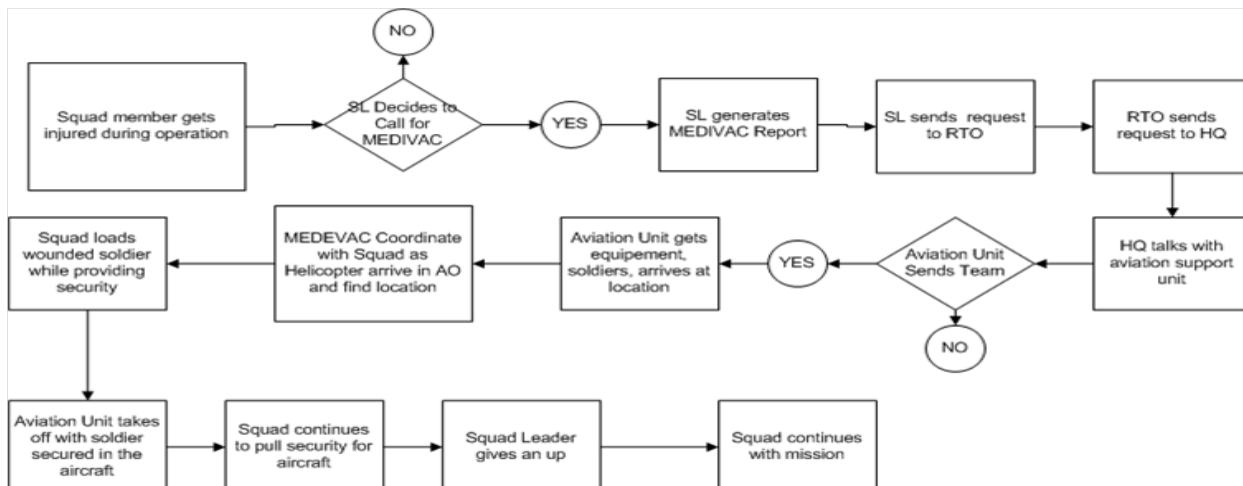 NO
Squad member gets
injured during operation
SL Decides to
Call for
MEDIVAC
YES
SL generates
MEDIVAC Report
SL sends request
to RTO
RTO sends
request to HQ
HQ talks with
aviation support
unit
Aviation Unit
Sends Team
NO
YES
Aviation Unit gets
equipement,
soldiers, arrives at
location
MEDEVAC Coordinate
with Squad as
Helicopter arrive in AO
and find location
Squad loads
wounded soldier
while providing
security
Aviation Unit takes
off with soldier
secured in the
aircraft
Squad continues
to pull security for
aircraft
Squad Leader
gives an up
Squad continues
with mission